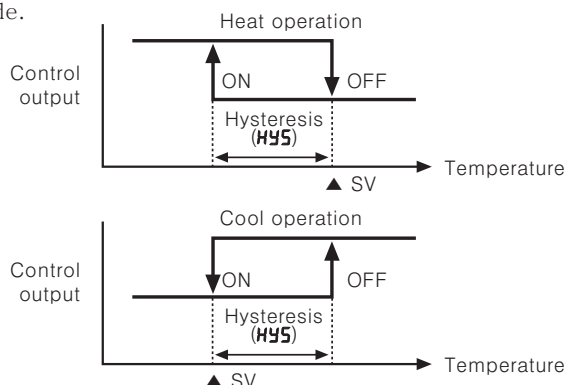 de.
Heat operation
Control
output
ON
OFF
Hysteresis
(HYS)
Temperature
▲ SV
Cool operation
Control
output
ON
OFF
Hysteresis
(HYS)
Temperature
▲ SV